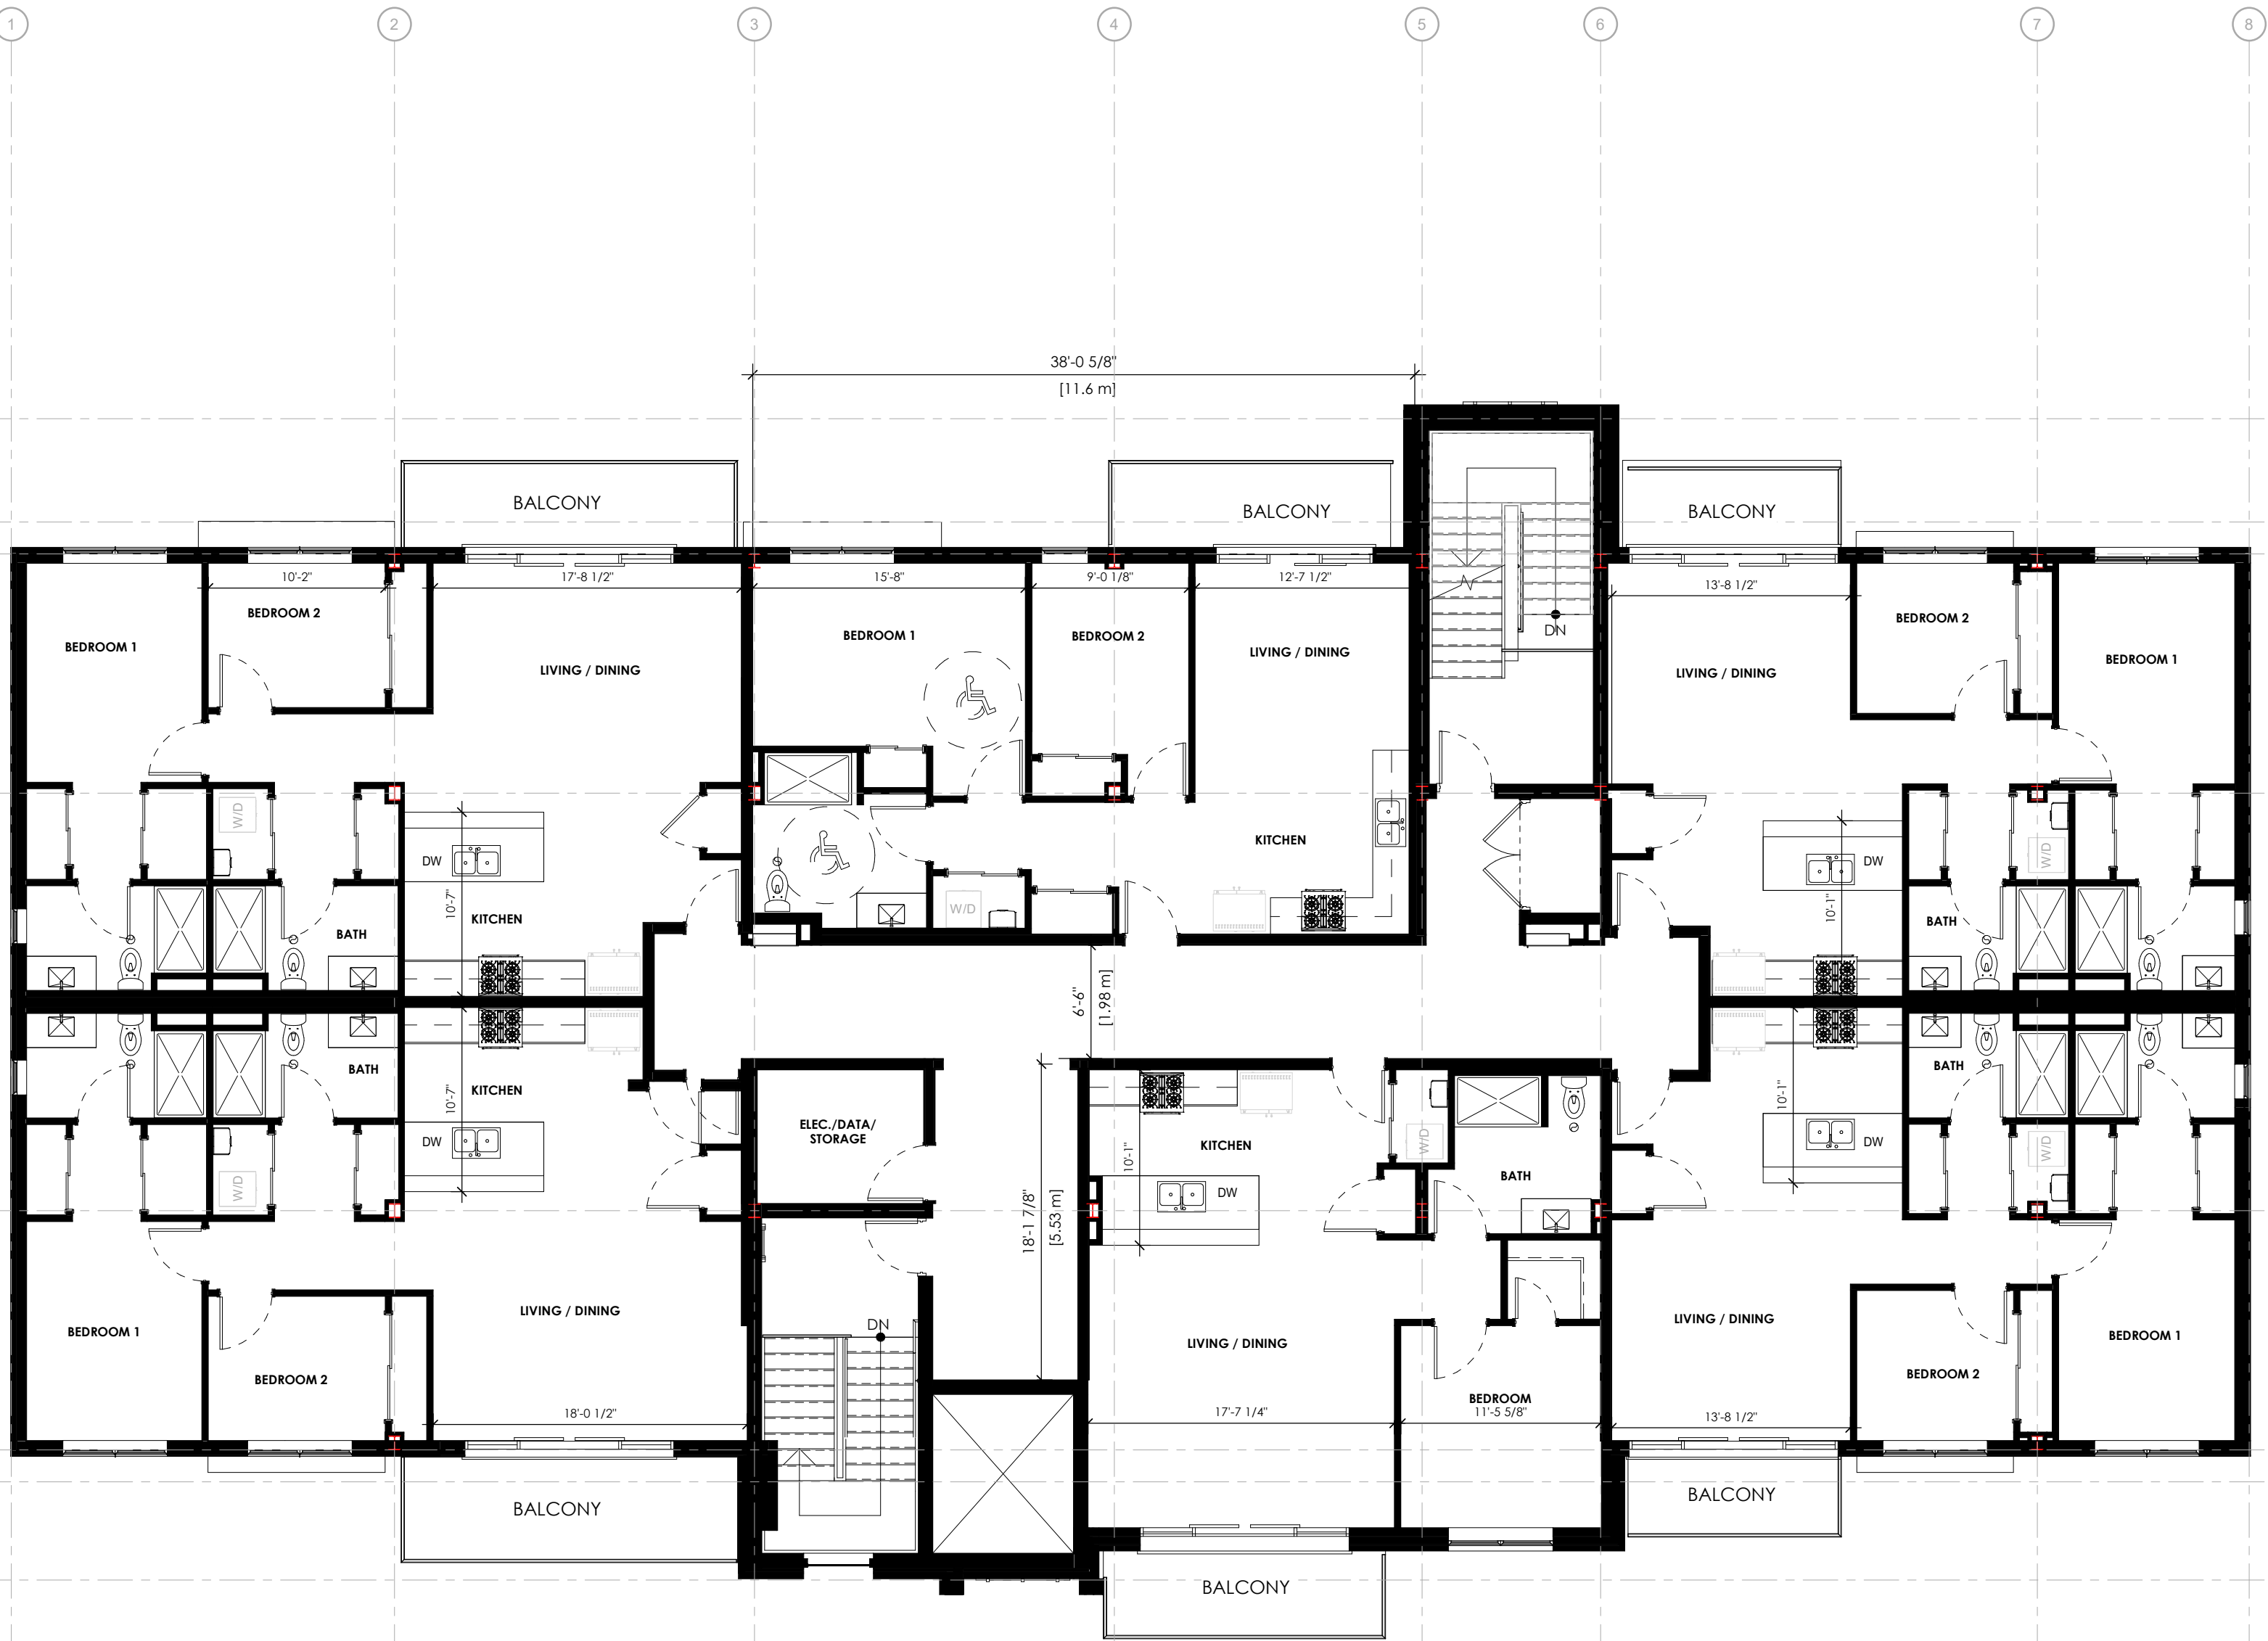 1 2 3 4 5 6 7 8
38'-0 5/8"
[11.6 m]
BALCONY
BALCONY
BALCONY
10'-2"
17'-8 1/2"
15'-8"
9'-0 1/8"
12'-7 1/2"
13'-8 1/2"
BEDROOM 1
BEDROOM 2
LIVING / DINING
BEDROOM 1
BEDROOM 2
LIVING / DINING
DN
LIVING / DINING
BEDROOM 2
BEDROOM 1
W/D
DW
10'-7"
KITCHEN
BATH
W/D
KITCHEN
DW
10'-1"
W/D
BATH
6'-6"
[1.98 m]
BATH
KITCHEN
10'-7"
DW
W/D
ELEC./DATA/
STORAGE
18'-1 7/8"
[5.53 m]
KITCHEN
10'-1"
DW
W/D
BATH
10'-1"
DW
BATH
W/D
BEDROOM 1
BEDROOM 2
LIVING / DINING
18'-0 1/2"
DN
LIVING / DINING
17'-7 1/4"
BEDROOM
11'-5 5/8"
LIVING / DINING
13'-8 1/2"
BEDROOM 2
BEDROOM 1
BALCONY
BALCONY
BALCONY